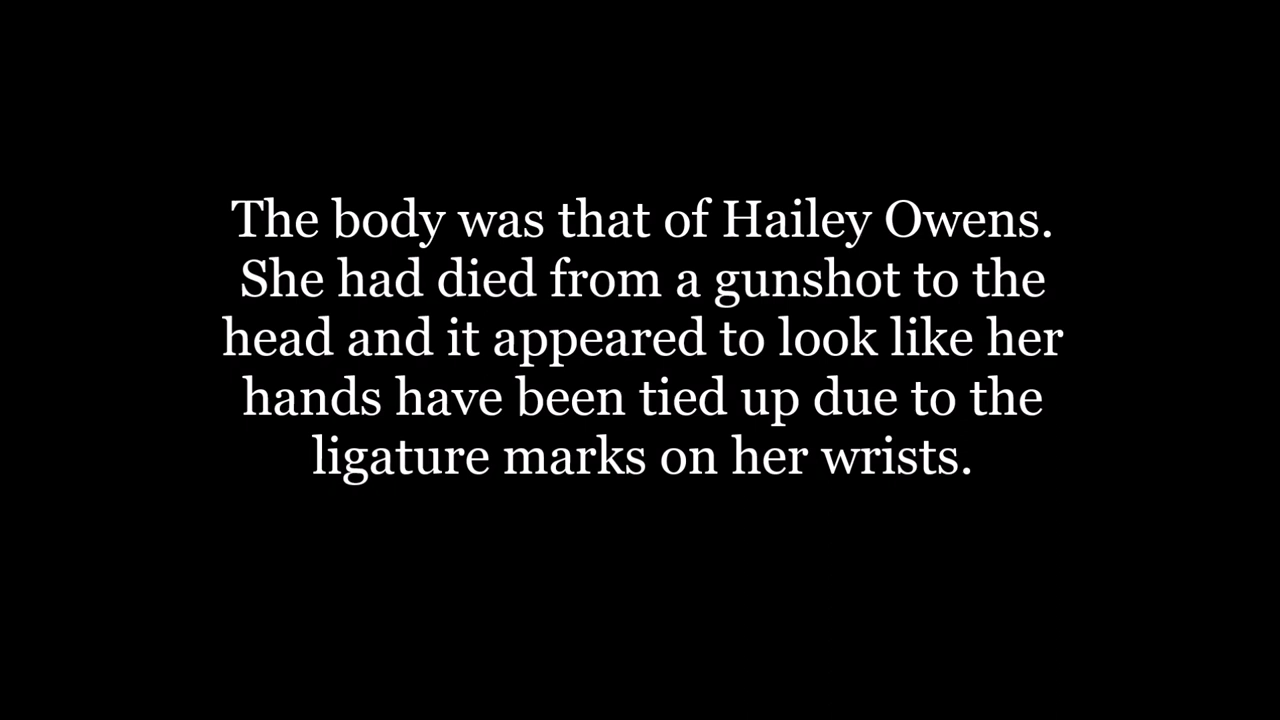 The body was that of Hailey Owens.
She had died from a gunshot to the
head and it appeared to look like her
hands have been tied up due to the
ligature marks on her wrists.